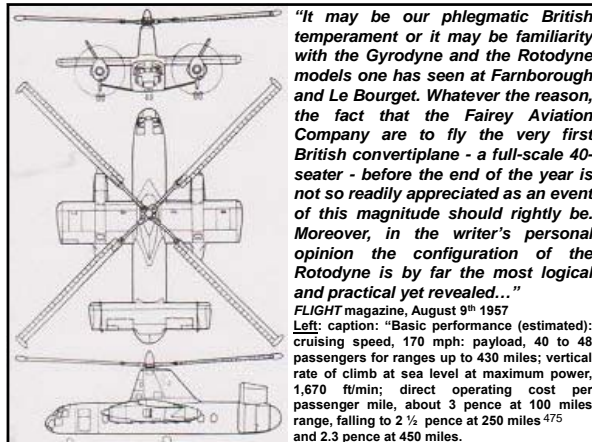 “It may be our phlegmatic British
temperament or it may be familiarity
with the Gyrodyne and the Rotodyne
models one has seen at Farnborough
and Le Bourget. Whatever the reason,
the fact that the Fairey Aviation
Company are to fly the very first
British convertiplane - a full-scale 40-
seater - before the end of the year is
not so readily appreciated as an event
of this magnitude should rightly be.
Moreover, in the writer’s personal
opinion the configuration of the
Rotodyne is by far the most logical
and practical yet revealed…”
FLIGHT magazine, August 9th 1957
Left: caption: “Basic performance (estimated):
cruising speed, 170 mph: payload, 40 to 48
passengers for ranges up to 430 miles; vertical
rate of climb at sea level at maximum power,
1,670 ft/min; direct operating cost per
passenger mile, about 3 pence at 100 miles
range, falling to 2 ½ pence at 250 miles 475
and 2.3 pence at 450 miles.